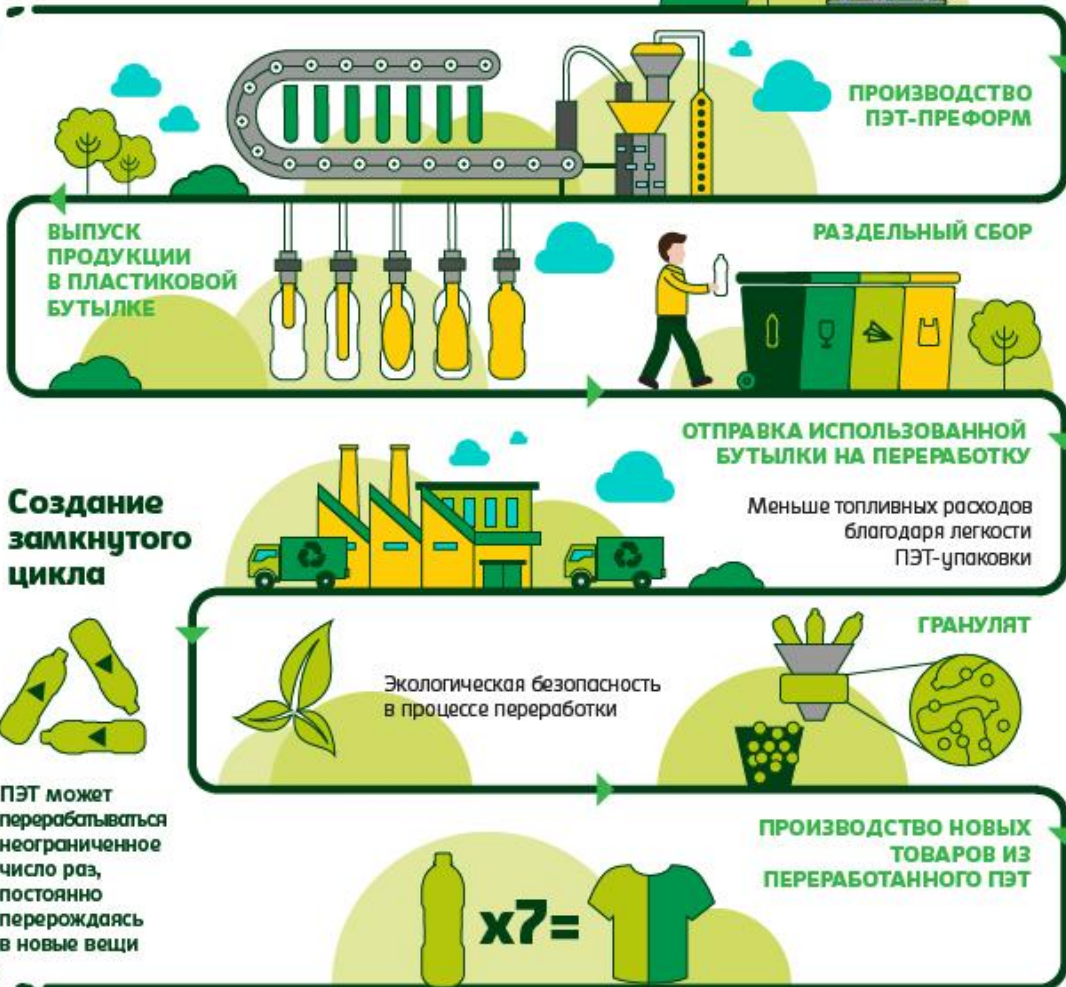 ПРОИЗВОДСТВО
ПЭТ-ПРЕФОРМ
ВЫПУСК
ПРОДУКЦИИ
В ПЛАСТИКОВОЙ
БУТЫЛКЕ
РАЗДЕЛЬНЫЙ СБОР
ОТПРАВКА ИСПОЛЬЗОВАННОЙ
БУТЫЛКИ НА ПЕРЕРАБОТКУ
Меньше топливных расходов
благодаря легкости
ПЭТ-упаковки
Создание
замкнутого
цикла
ГРАНУЛЯТ
Экологическая безопасность
в процессе переработки
ПЭТ может
перерабатываться
неограниченное
число раз,
постоянно
перерождаясь
в новые вещи
ПРОИЗВОДСТВО НОВЫХ
ТОВАРОВ ИЗ
ПЕРЕРАБОТАННОГО ПЭТ
x7=